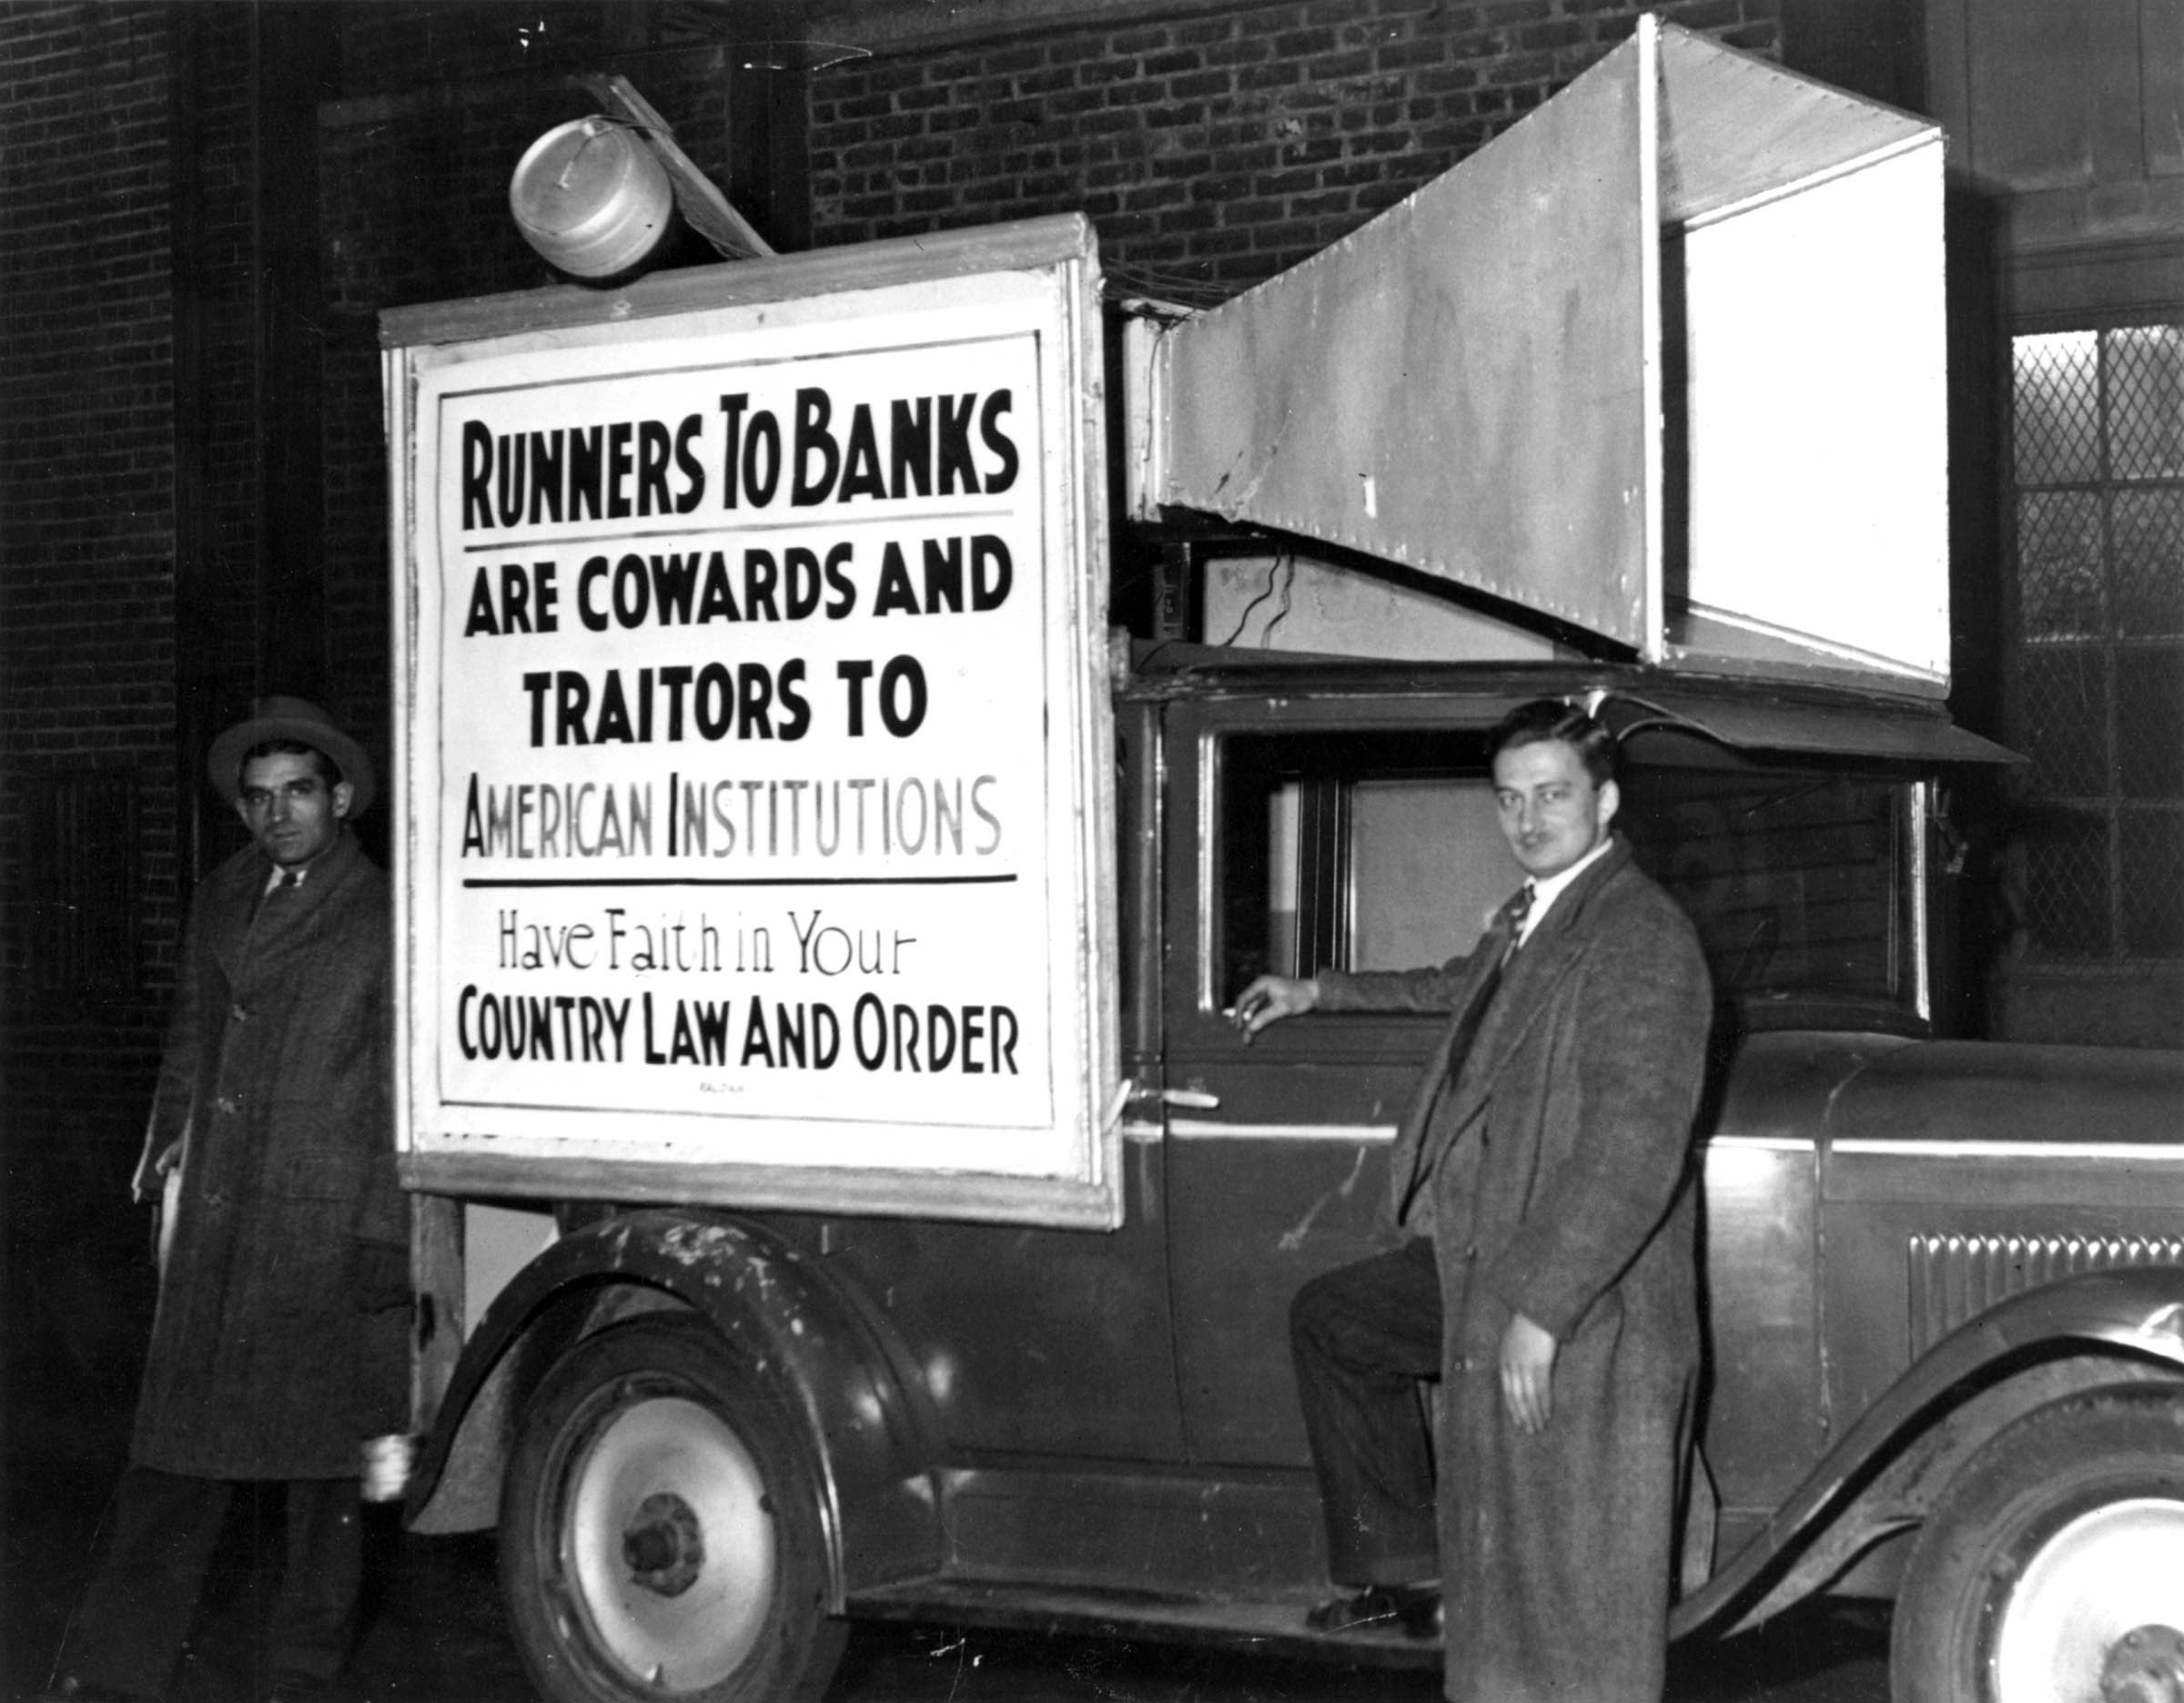 RUNNERS TO BANKS
ARE COWARDS AND
TRAITORS TO
AMERICAN INSTITUTIONS
Have Faith in Your
COUNTRY LAW AND ORDER